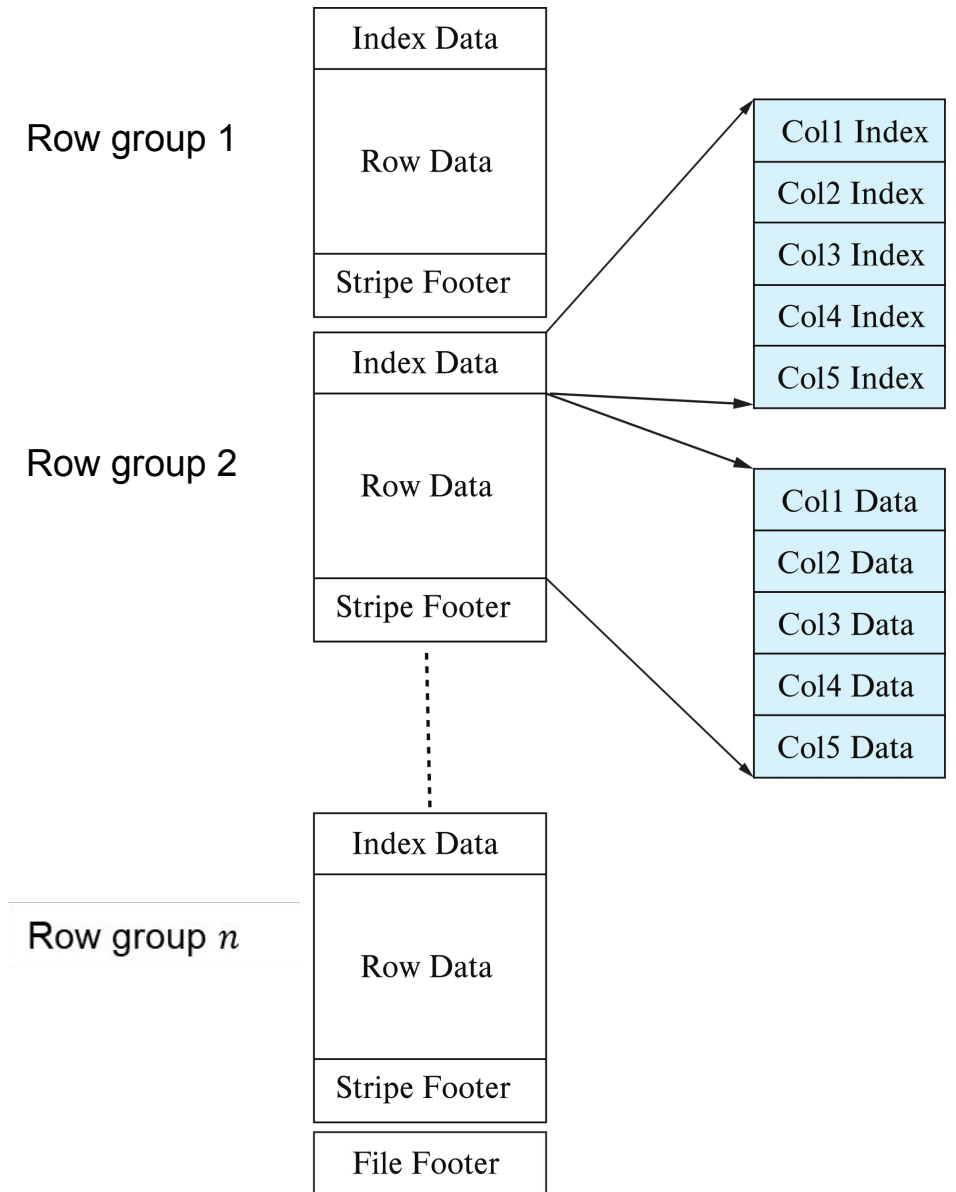 Index Data
Row group 1
Row Data
Stripe Footer
Index Data
Row group 2
Row Data
Stripe Footer
Col1 Index
Col2 Index
Col3 Index
Col4 Index
Col5 Index
Col1 Data
Col2 Data
Col3 Data
Col4 Data
Col5 Data
Index Data
Row group n
Row Data
Stripe Footer
File Footer